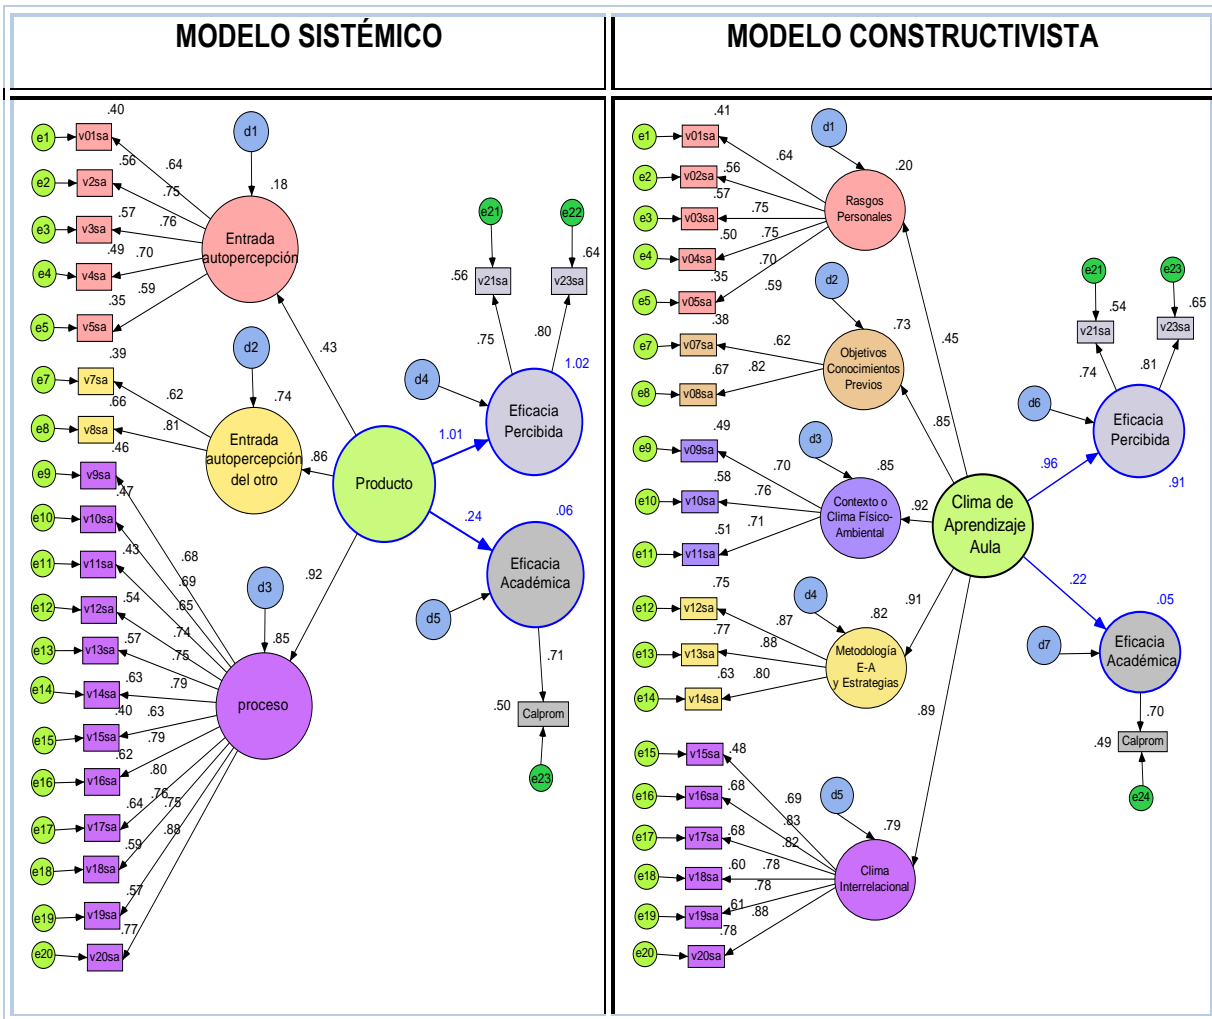 MODELO SISTÉMICO
.40
e1
v01sa
d1
.56
.64
e2
v2sa
.75
.18
.57
.76
e3
v3sa
Entrada
autopercepción
.49
.70
e4
v4sa
.35
.59
e5
v5sa
.39
d2
.43
e7
v7sa
.62
.74
.66
.81
e8
v8sa
Entrada
autopercepción
del otro
.46
.86
e9
v9sa
.47
Producto
e10
v10sa
.43
.68
e11
v11sa
.69
.92
.54
.65
d3
e12
v12sa
.74
.57
.75
.85
e13
v13sa
.63
.79
e14
v14sa
proceso
.40
.63
e15
v15sa
.79
.62
e16
v16sa
.80
.76
.64
.75
e17
v17sa
.88
.59
e18
v18sa
.57
e19
v19sa
.77
e20
v20sa
e21
e22
.56
v21sa
v23sa
.64
.75
.80
d4
1.02
1.01
Eficacia
Percibida
.24
.06
Eficacia
Académica
d5
.71
.50
Calprom
e23
MODELO CONSTRUCTIVISTA
.41
e1
v01sa
d1
.64
.20
.56
e2
v02sa
.57
Rasgos
Personales
e3
v03sa
.75
.50
.75
e4
v04sa
.70
.35
.59
d2
e5
v05sa
.38
.73
.45
e7
v07sa
.62
Objetivos
Conocimientos
Previos
.67
.82
e8
v08sa
.85
.49
d3
e9
v09sa
.70
.85
.58
.76
e10
v10sa
Contexto o
Clima Físico-
Ambiental
.92
.51
.71
e11
v11sa
Clima de
Aprendizaje
Aula
.75
d4
.91
e12
v12sa
.87
.82
.77
.88
e13
v13sa
Metodología
E-A
y Estrategias
.63
.80
e14
v14sa
.89
e15
v15sa
.48
.69
d5
e16
v16sa
.68
.83
.79
e17
v17sa
.68
.82
e18
v18sa
.60
.78
Clima
Interrelacional
.78
e19
v19sa
.61
.88
.78
e20
v20sa
e21
e23
.54
.65
v21sa
v23sa
.74
.81
d6
Eficacia
Percibida
.96
.91
.22
.05
d7
Eficacia
Académica
.70
.49
Calprom
e24